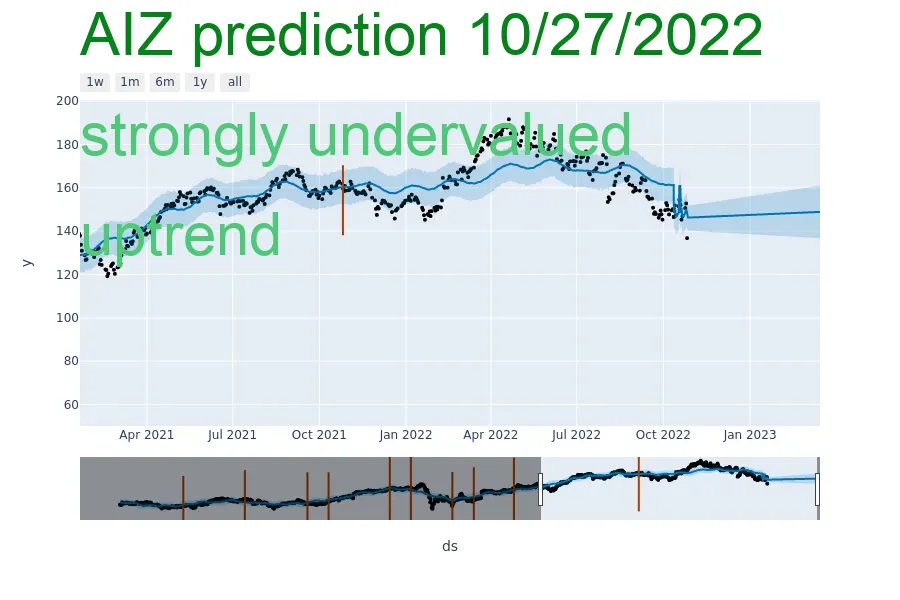 AIZ prediction 10/27/2022
1w 1m 6m 1y all
200
strongly undervalued
180
160
uptrend
140
y
120
100
80
60
Apr 2021 Jul 2021 Oct 2021 Jan 2022 Apr 2022 Jul 2022 Oct 2022 Jan 2023
ds